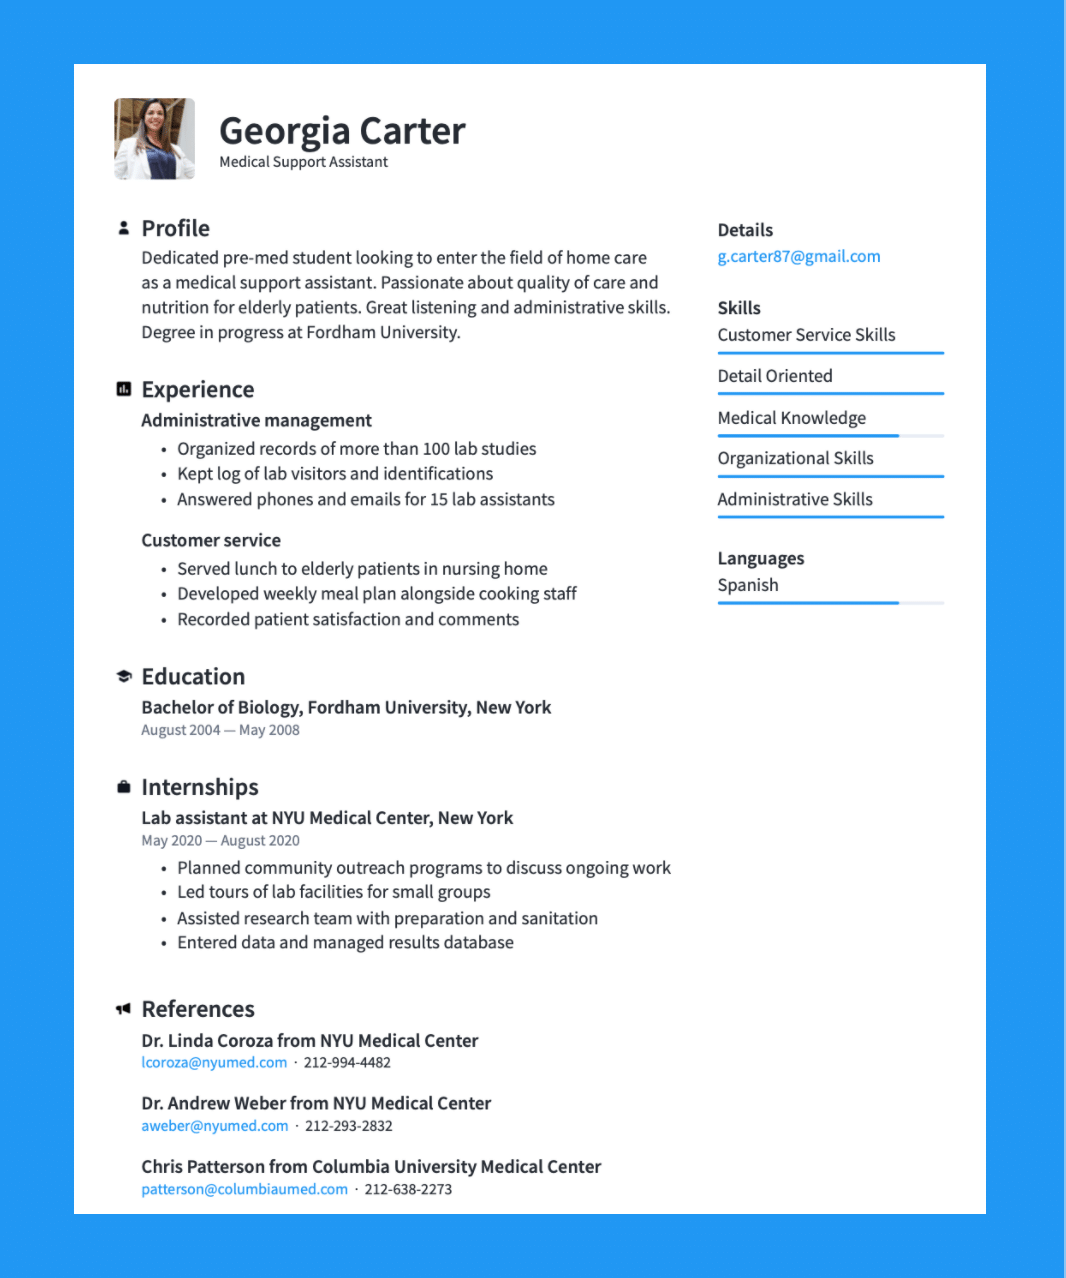 Georgia Carter
Medical Support Assistant
Profile
Dedicated pre-med student looking to enter the field of home care
as a medical support assistant. Passionate about quality of care and
nutrition for elderly patients. Great listening and administrative skills.
Degree in progress at Fordham University.
Experience
Administrative management
• Organized records of more than 100 lab studies
• Kept log of lab visitors and identifications
• Answered phones and emails for 15 lab assistants
Customer service
• Served lunch to elderly patients in nursing home
• Developed weekly meal plan alongside cooking staff
• Recorded patient satisfaction and comments
Education
Bachelor of Biology, Fordham University, New York
August 2004 — May 2008
Internships
Lab assistant at NYU Medical Center, New York
May 2020 — August 2020
• Planned community outreach programs to discuss ongoing work
• Led tours of lab facilities for small groups
• Assisted research team with preparation and sanitation
• Entered data and managed results database
References
Dr. Linda Coroza from NYU Medical Center
lcoroza@nyumed.com · 212-994-4482
Dr. Andrew Weber from NYU Medical Center
aweber@nyumed.com · 212-293-2832
Chris Patterson from Columbia University Medical Center
patterson@columbiaumed.com · 212-638-2273
Details
g.carter87@gmail.com
Skills
Customer Service Skills
Detail Oriented
Medical Knowledge
Organizational Skills
Administrative Skills
Languages
Spanish